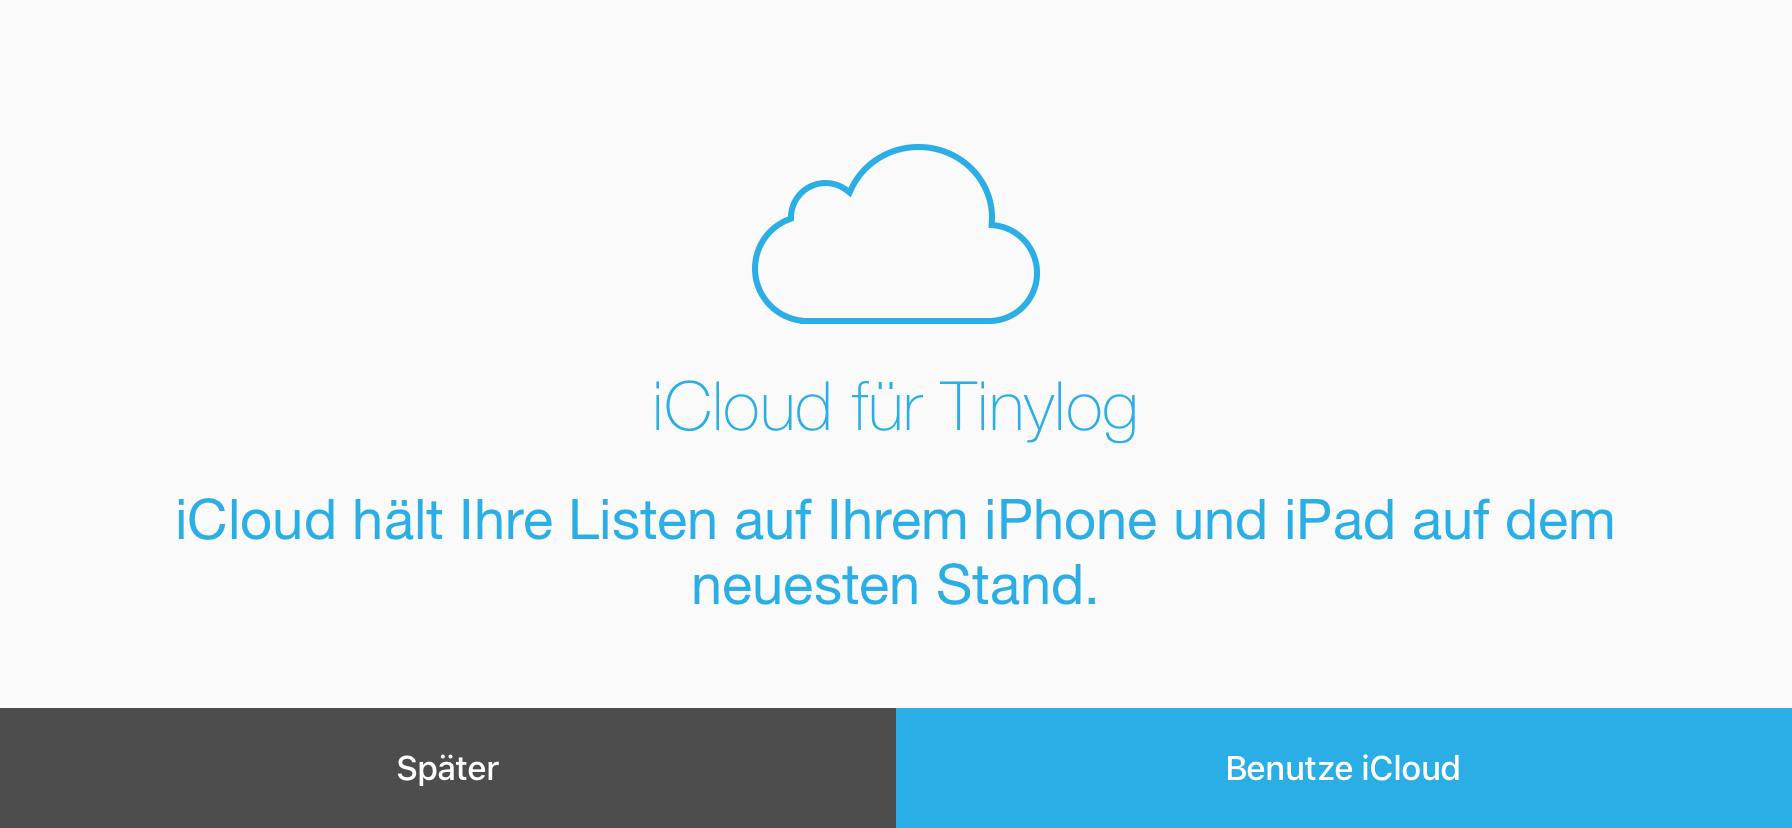 iCloud für Tinylog
iCloud hält Ihre Listen auf Ihrem iPhone und iPad auf dem
neuesten Stand.
Später
Benutze iCloud